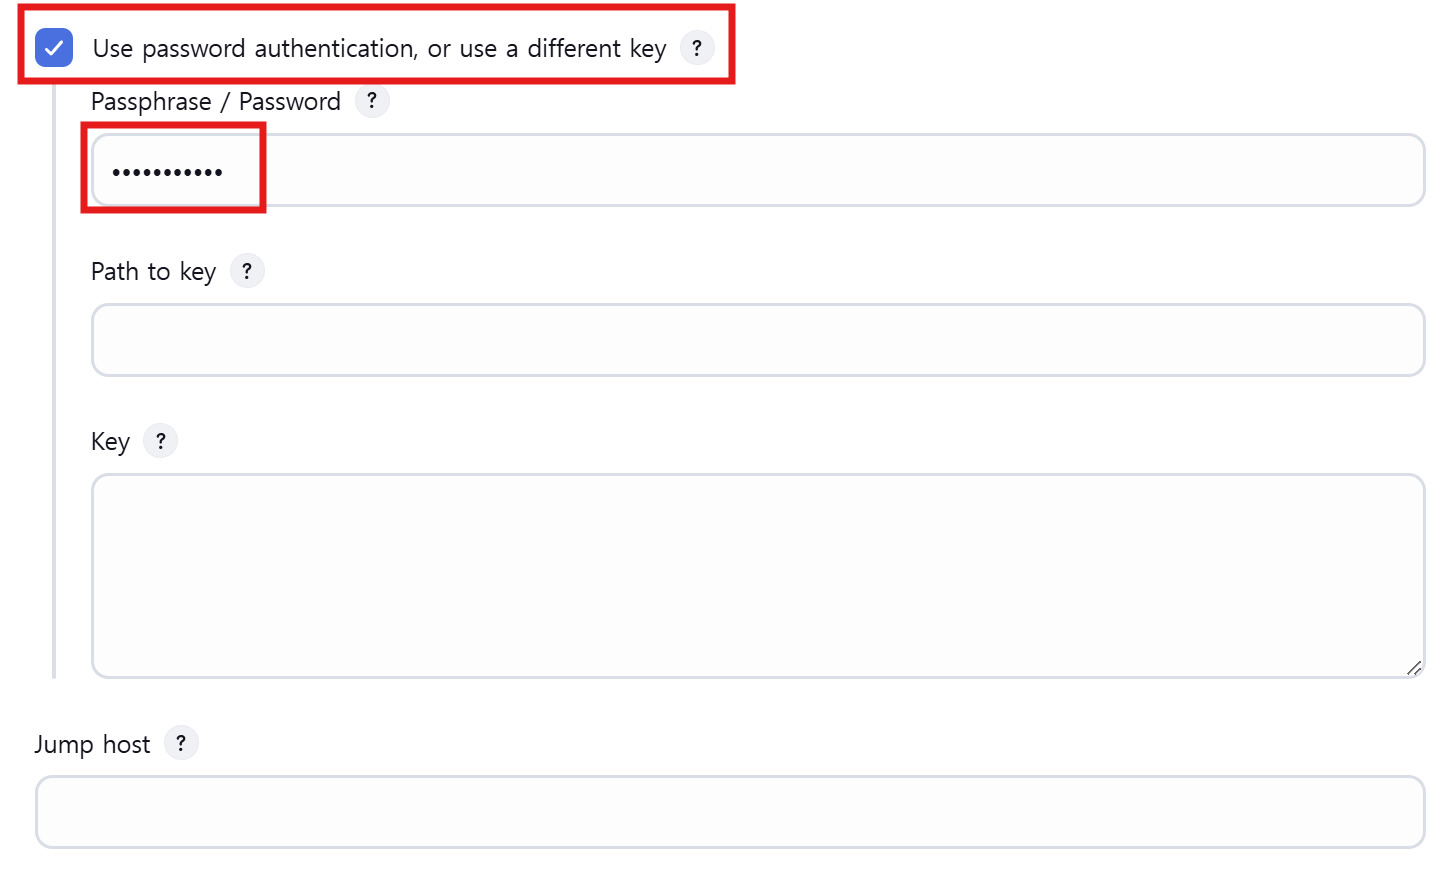 Use password authentication, or use a different key ?
Passphrase / Password ?
•••••••••••
Path to key ?
Key ?
Jump host ?